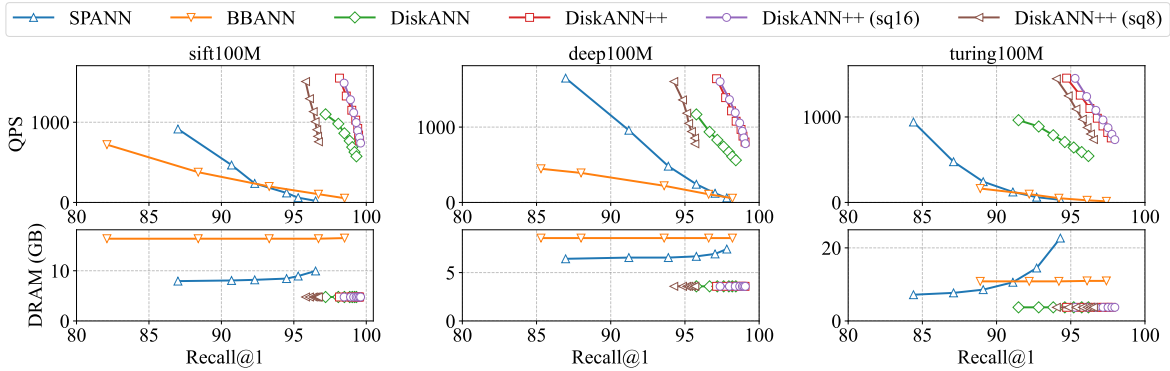 SPANN BBANN DiskANN DiskANN++ DiskANN++ (sq16) DiskANN++ (sq8)
sift100M deep100M turing100M
QPS
1000
0
80 85 90 95 100
1000
0
80 85 90 95 100
1000
0
80 85 90 95 100
DRAM (GB)
10
0
80 85 90 95 100
5
0
80 85 90 95 100
20
10
0
80 85 90 95 100
Recall@1 Recall@1 Recall@1